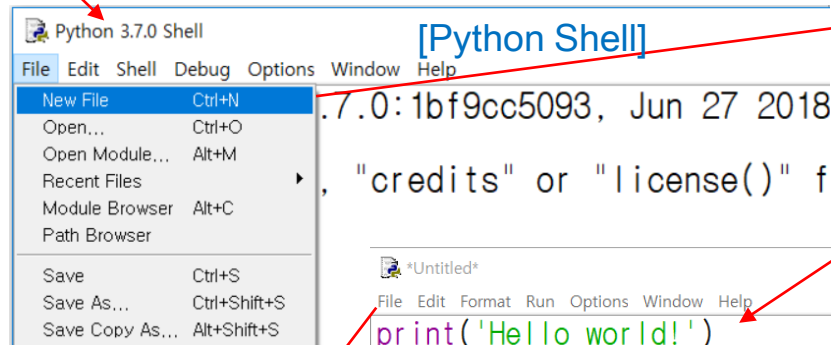 Python 3.7.0 Shell
[Python Shell]
File Edit Shell Debug Options Window Help
New File Ctrl+N
.7.0:1bf9cc5093, Jun 27 2018
Open... Ctrl+O
Open Module... Alt+M
Recent Files
, "credits" or "license()" f
Module Browser Alt+C
Path Browser
*Untitled*
Save Ctrl+S
File Edit Format Run Options Window Help
Save As... Ctrl+Shift+S
Save Copy As... Alt+Shift+S
print('Hello world!')